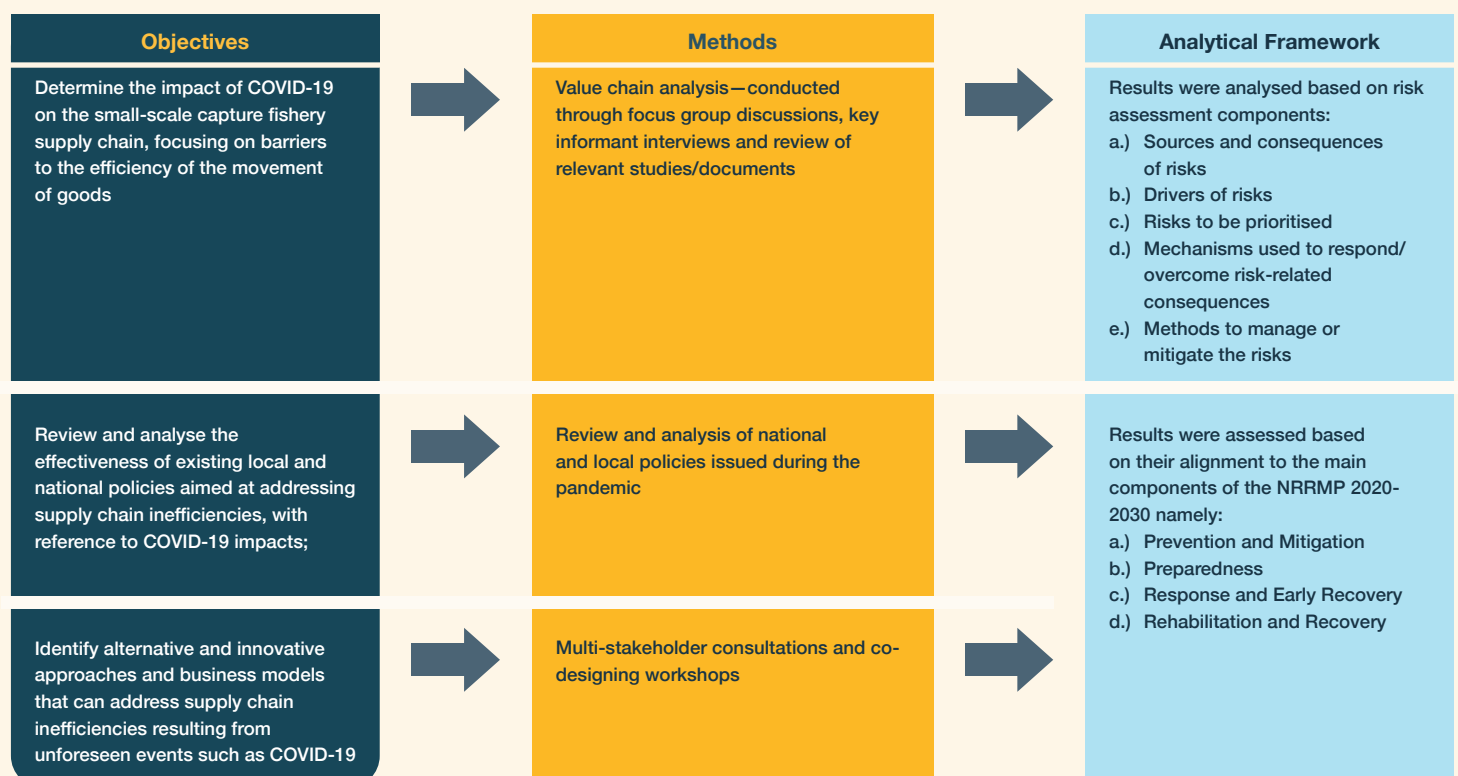 Objectives
Methods
Analytical Framework
Determine the impact of COVID-19
on the small-scale capture fishery
supply chain, focusing on barriers
to the efficiency of the movement
of goods
Value chain analysis—conducted
through focus group discussions, key
informant interviews and review of
relevant studies/documents
Results were analysed based on risk
assessment components:
a.) Sources and consequences
of risks
b.) Drivers of risks
c.) Risks to be prioritised
d.) Mechanisms used to respond/
overcome risk-related
consequences
e.) Methods to manage or
mitigate the risks
Review and analyse the
effectiveness of existing local and
national policies aimed at addressing
supply chain inefficiencies, with
reference to COVID-19 impacts;
Review and analysis of national
and local policies issued during the
pandemic
Results were assessed based
on their alignment to the main
components of the NRRMP 2020-
2030 namely:
a.) Prevention and Mitigation
b.) Preparedness
c.) Response and Early Recovery
d.) Rehabilitation and Recovery
Identify alternative and innovative
approaches and business models
that can address supply chain
inefficiencies resulting from
unforeseen events such as COVID-19
Multi-stakeholder consultations and co-
designing workshops